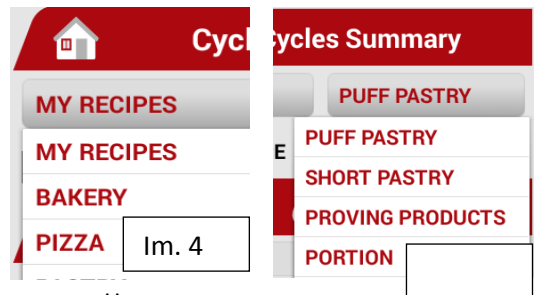 Cycl
MY RECIPES
MY RECIPES
BAKERY
PIZZA
Im. 4
ycles Summary
PUFF PASTRY
E
PUFF PASTRY
SHORT PASTRY
PROVING PRODUCTS
PORTION